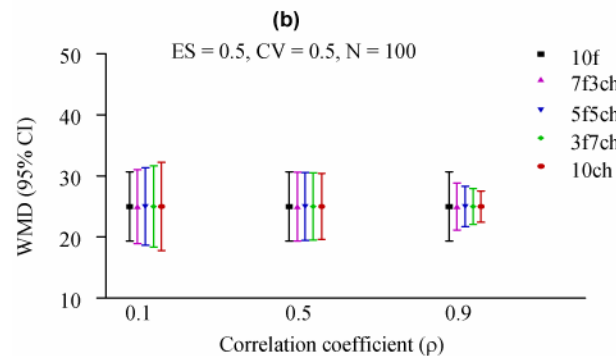 (b)
ES = 0.5, CV = 0.5, N = 100
50
40
30
20
10
WMD (95% CI)
0.1
0.5
0.9
Correlation coefficient (ρ)
10f
7f3ch
5f5ch
3f7ch
10ch